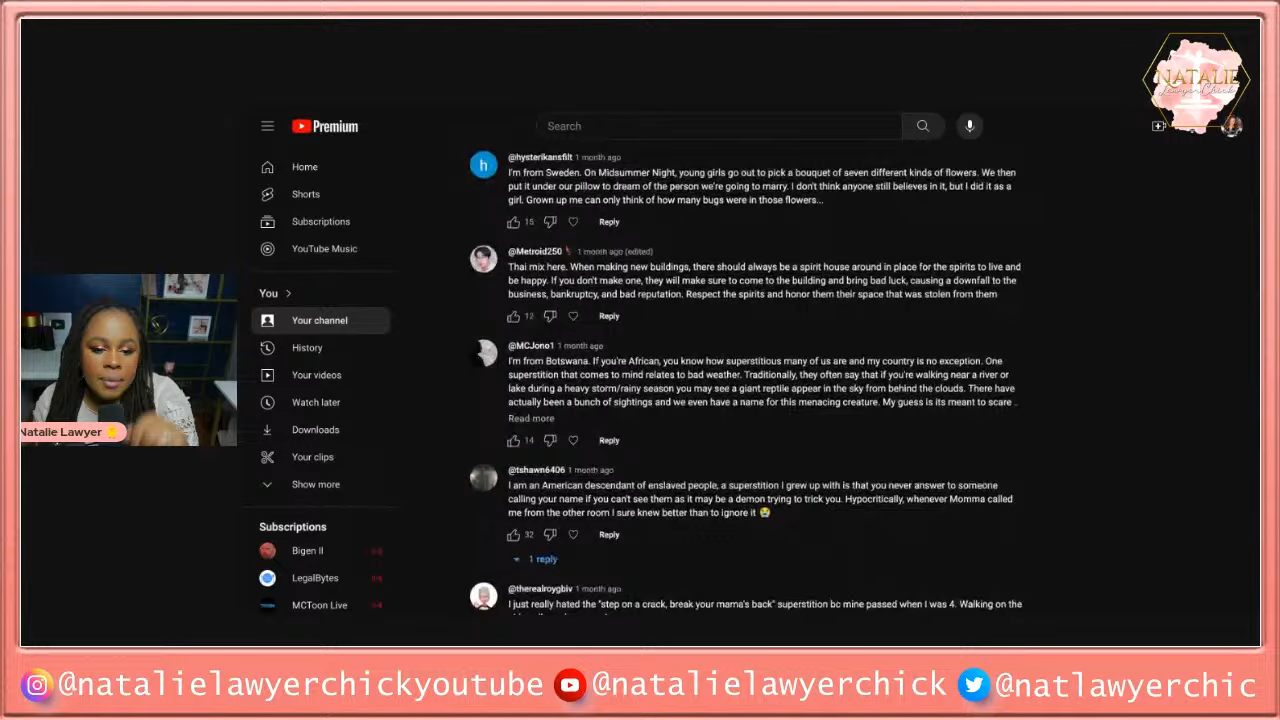 NATALIE
LawyerChick
Premium
Search
Home
Shorts
Subscriptions
YouTube Music
You
Your channel
History
Your videos
Watch later
Downloads
Your clips
Show more
Subscriptions
Bigen II
LegalBytes
MCToon Live
h
@hysterikansfilt 1 month ago
I'm from Sweden. On Midsummer Night, young girls go out to pick a bouquet of seven different kinds of flowers. We then
put it under our pillow to dream of the person we're going to marry. I don't think anyone still believes in it, but I did it as a
girl. Grown up me can only think of how many bugs were in those flowers...
15
Reply
@Metroid250 1 month ago (edited)
Thai mix here. When making new buildings, there should always be a spirit house around in place for the spirits to live and
be happy. If you don't make one, they will make sure to come to the building and bring bad luck, causing a downfall to the
business, bankruptcy, and bad reputation. Respect the spirits and honor them their space that was stolen from them
12
Reply
@MCJono1 1 month ago
I'm from Botswana. If you're African, you know how superstitious many of us are and my country is no exception. One
superstition that comes to mind relates to bad weather. Traditionally, they often say that if you're walking near a river or
lake during a heavy storm/rainy season you may see a giant reptile appear in the sky from behind the clouds. There have
actually been a bunch of sightings and we even have a name for this menacing creature. My guess is its meant to scare ..
Read more
14
Reply
@tshawn6406 1 month ago
I am an American descendant of enslaved people, a superstition I grew up with is that you never answer to someone
calling your name if you can't see them as it may be a demon trying to trick you. Hypocritically, whenever Momma called
me from the other room I sure knew better than to ignore it 😭
32
Reply
1 reply
@therealroygbiv 1 month ago
I just really hated the "step on a crack, break your mama's back" superstition bc mine passed when I was 4. Walking on the
Natalie Lawyer
@natalielawyerchickyoutube
@natalielawyerchick
@natlawyerchic